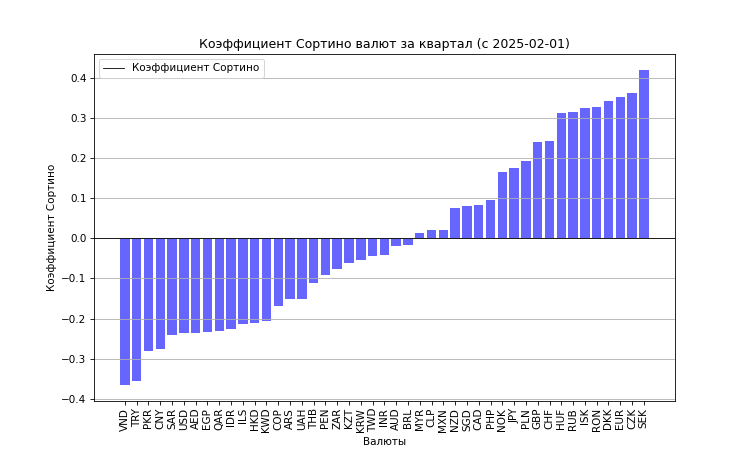 Коэффициент Сортино валют за квартал (с 2025-02-01)
Коэффициент Сортино
Коэффициент Сортино
0.4
0.3
0.2
0.1
0.0
−0.1
−0.2
−0.3
−0.4
VND TRY PKR CNY SAR USD AED EGP QAR IDR ILS HKD KWD COP ARS UAH THB PEN ZAR KZT KRW TWD INR AUD BRL MYR CLP MXN NZD SGD CAD PHP NOK JPY PLN GBP CHF HUF RUB ISK RON DKK EUR CZK SEK
Валюты